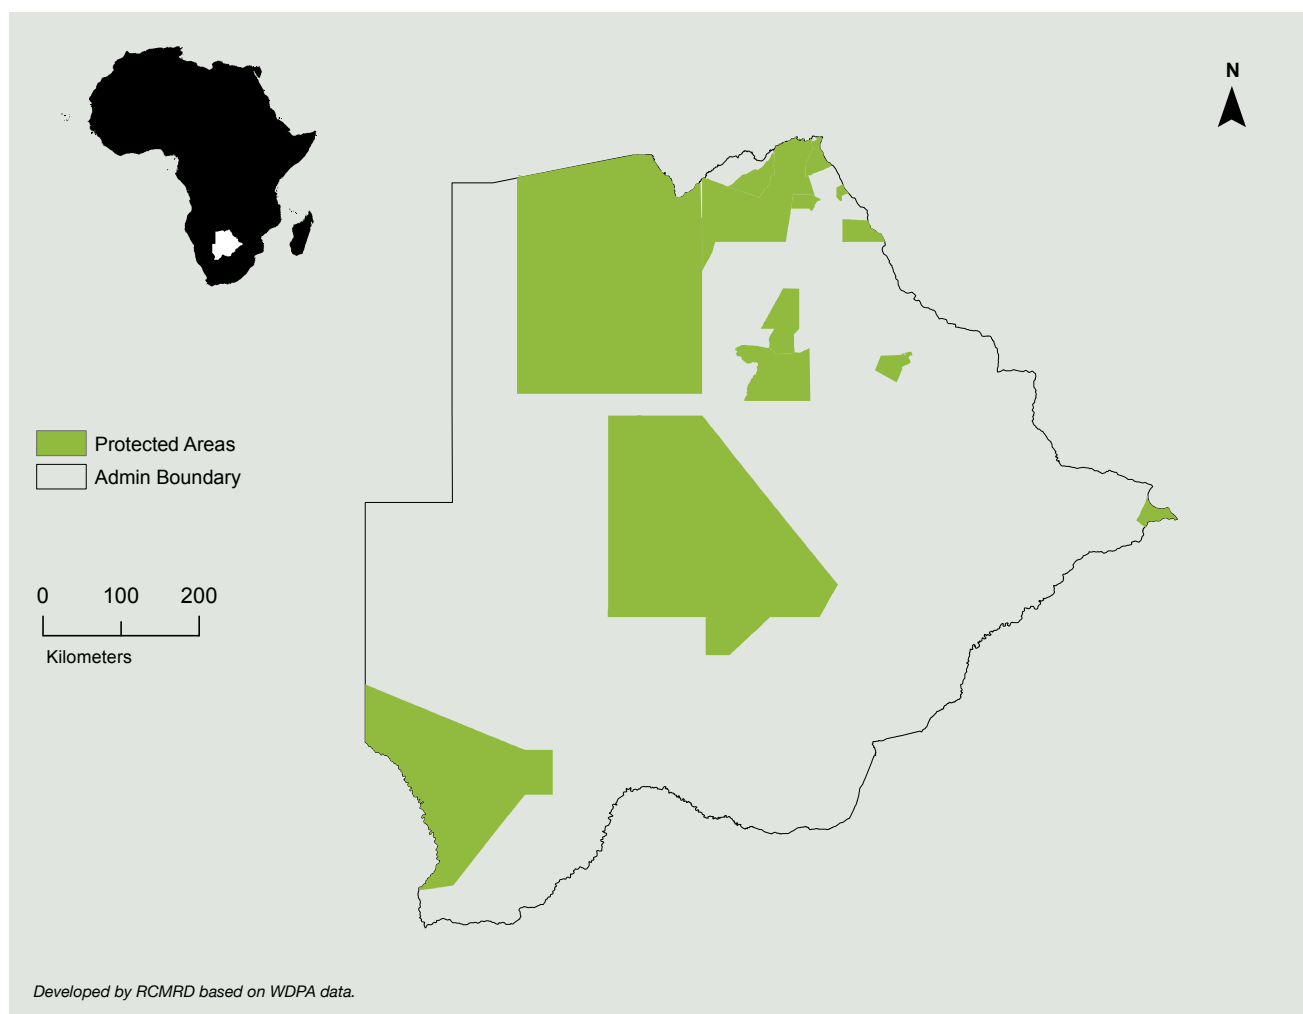 N
Protected Areas
Admin Boundary
0 100 200
Kilometers
Developed by RCMRD based on WDPA data.